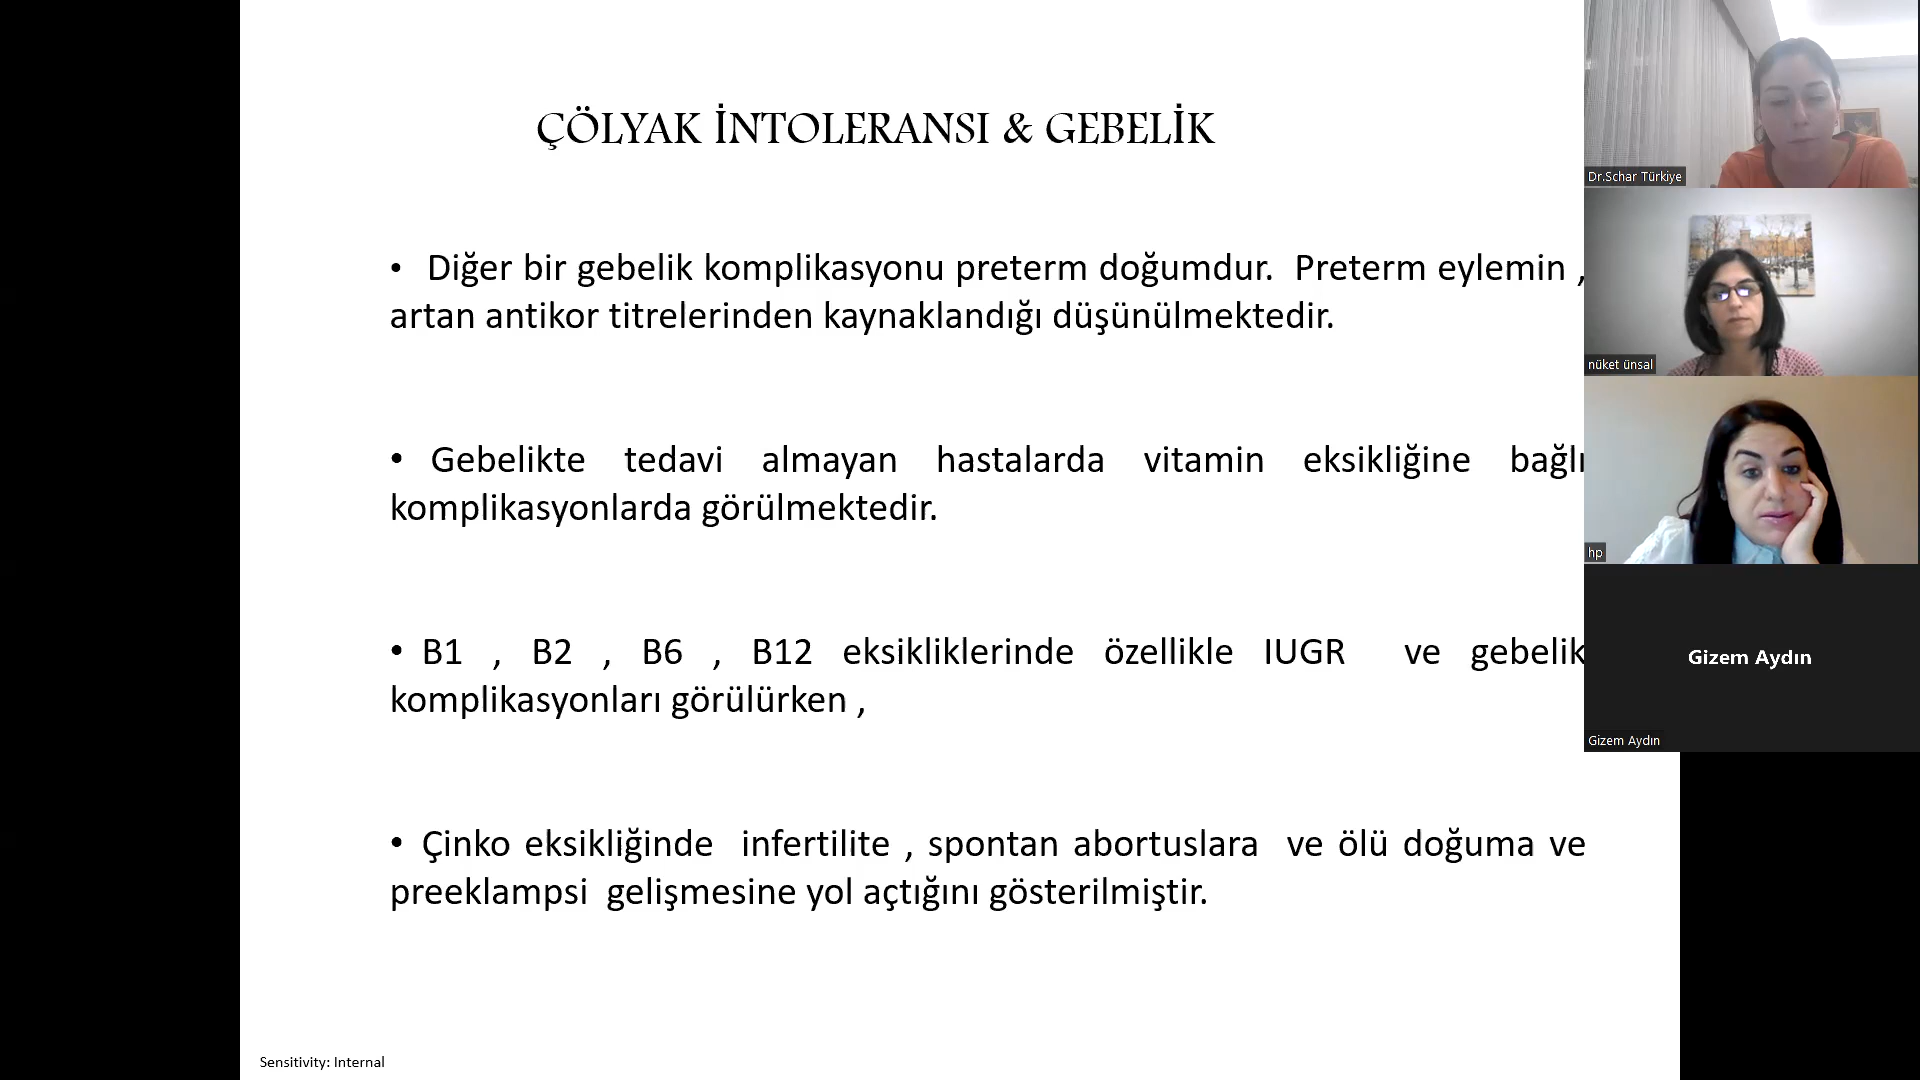 ÇÖLYAK İNTOLERANSI & GEBELİK
• Diğer bir gebelik komplikasyonu preterm doğumdur. Preterm eylemin ,
artan antikor titrelerinden kaynaklandığı düşünülmektedir.
• Gebelikte tedavi almayan hastalarda vitamin eksikliğine bağlı
komplikasyonlarda görülmektedir.
• B1 , B2 , B6 , B12 eksikliklerinde özellikle IUGR ve gebelik
komplikasyonları görülürken ,
• Çinko eksikliğinde infertilite , spontan abortuslara ve ölü doğuma ve
preeklampsi gelişmesine yol açtığını gösterilmiştir.
Sensitivity: Internal
Dr.Schar Türkiye
nüket ünsal
hp
Gizem Aydın
Gizem Aydın